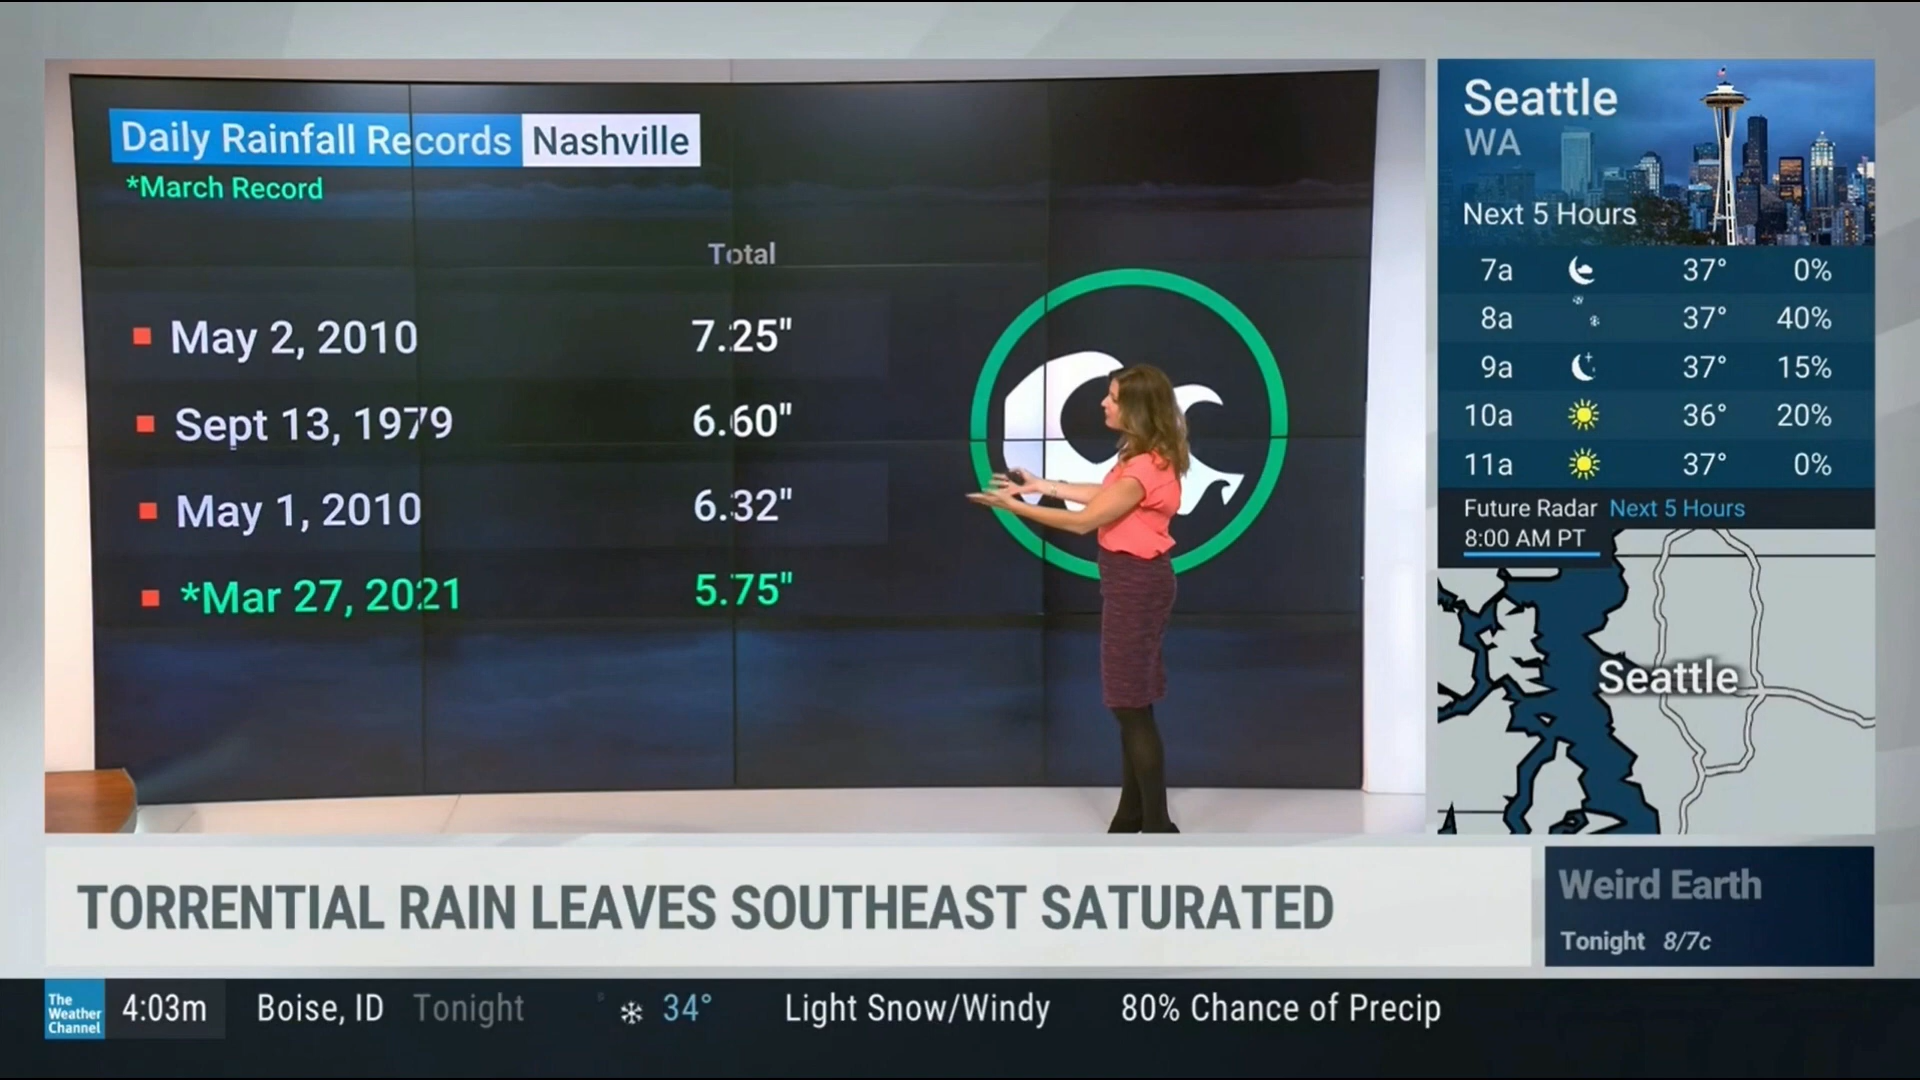 Daily Rainfall Records Nashville
*March Record
Total
May 2, 2010 7.25"
Sept 13, 1979 6.60"
May 1, 2010 6.32"
*Mar 27, 2021 5.75"
Seattle
WA
Next 5 Hours
7a 37° 0%
8a 37° 40%
9a 37° 15%
10a 36° 20%
11a 37° 0%
Future Radar Next 5 Hours
8:00 AM PT
Seattle
TORRENTIAL RAIN LEAVES SOUTHEAST SATURATED
Weird Earth
Tonight 8/7c
The
Weather
Channel
4:03m Boise, ID Tonight 34° Light Snow/Windy 80% Chance of Precip